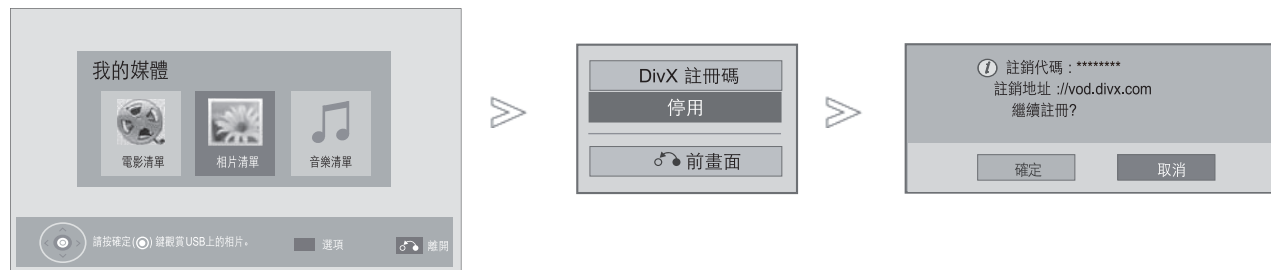 我的媒體
電影清單
相片清單
音樂清單
請按確定(◉) 鍵觀賞USB上的相片。
選項
離開
DivX 註冊碼
停用
前畫面
註銷代碼 : ********
註銷地址 ://vod.divx.com
繼續註冊?
確定
取消